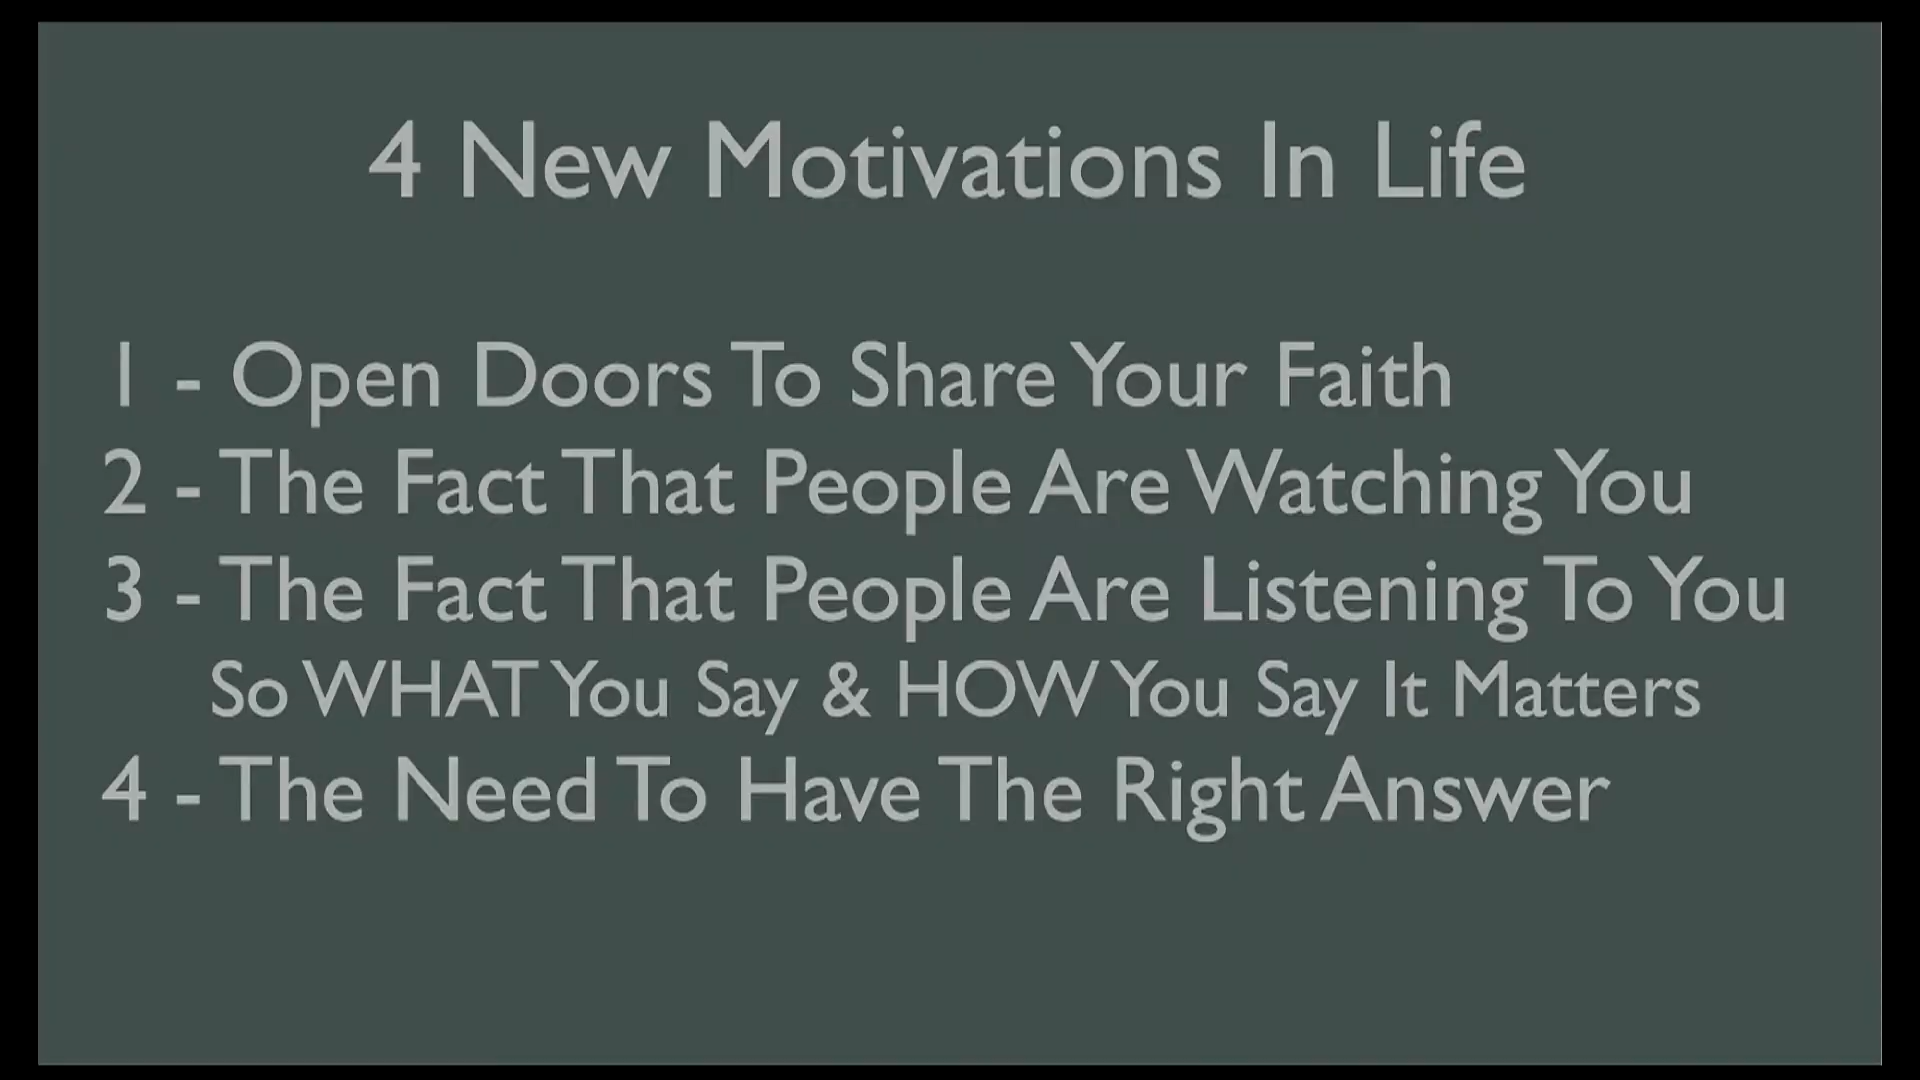 4 New Motivations In Life
1 - Open Doors To Share Your Faith
2 - The Fact That People Are Watching You
3 - The Fact That People Are Listening To You
So WHAT You Say & HOW You Say It Matters
4 - The Need To Have The Right Answer